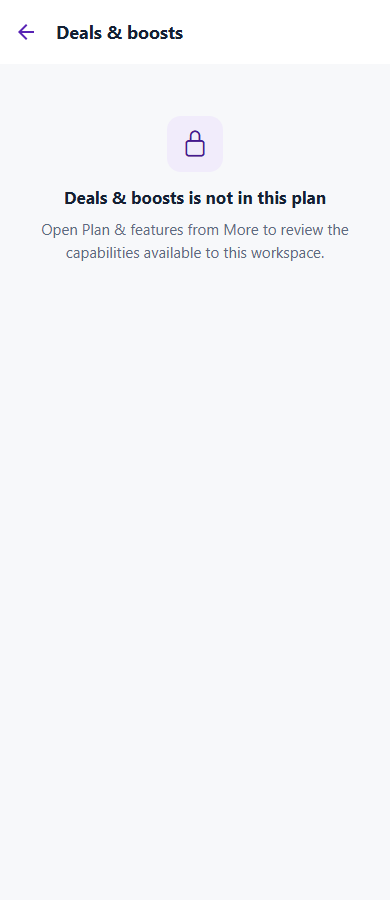 Deals & boosts
Deals & boosts is not in this plan
Open Plan & features from More to review the
capabilities available to this workspace.